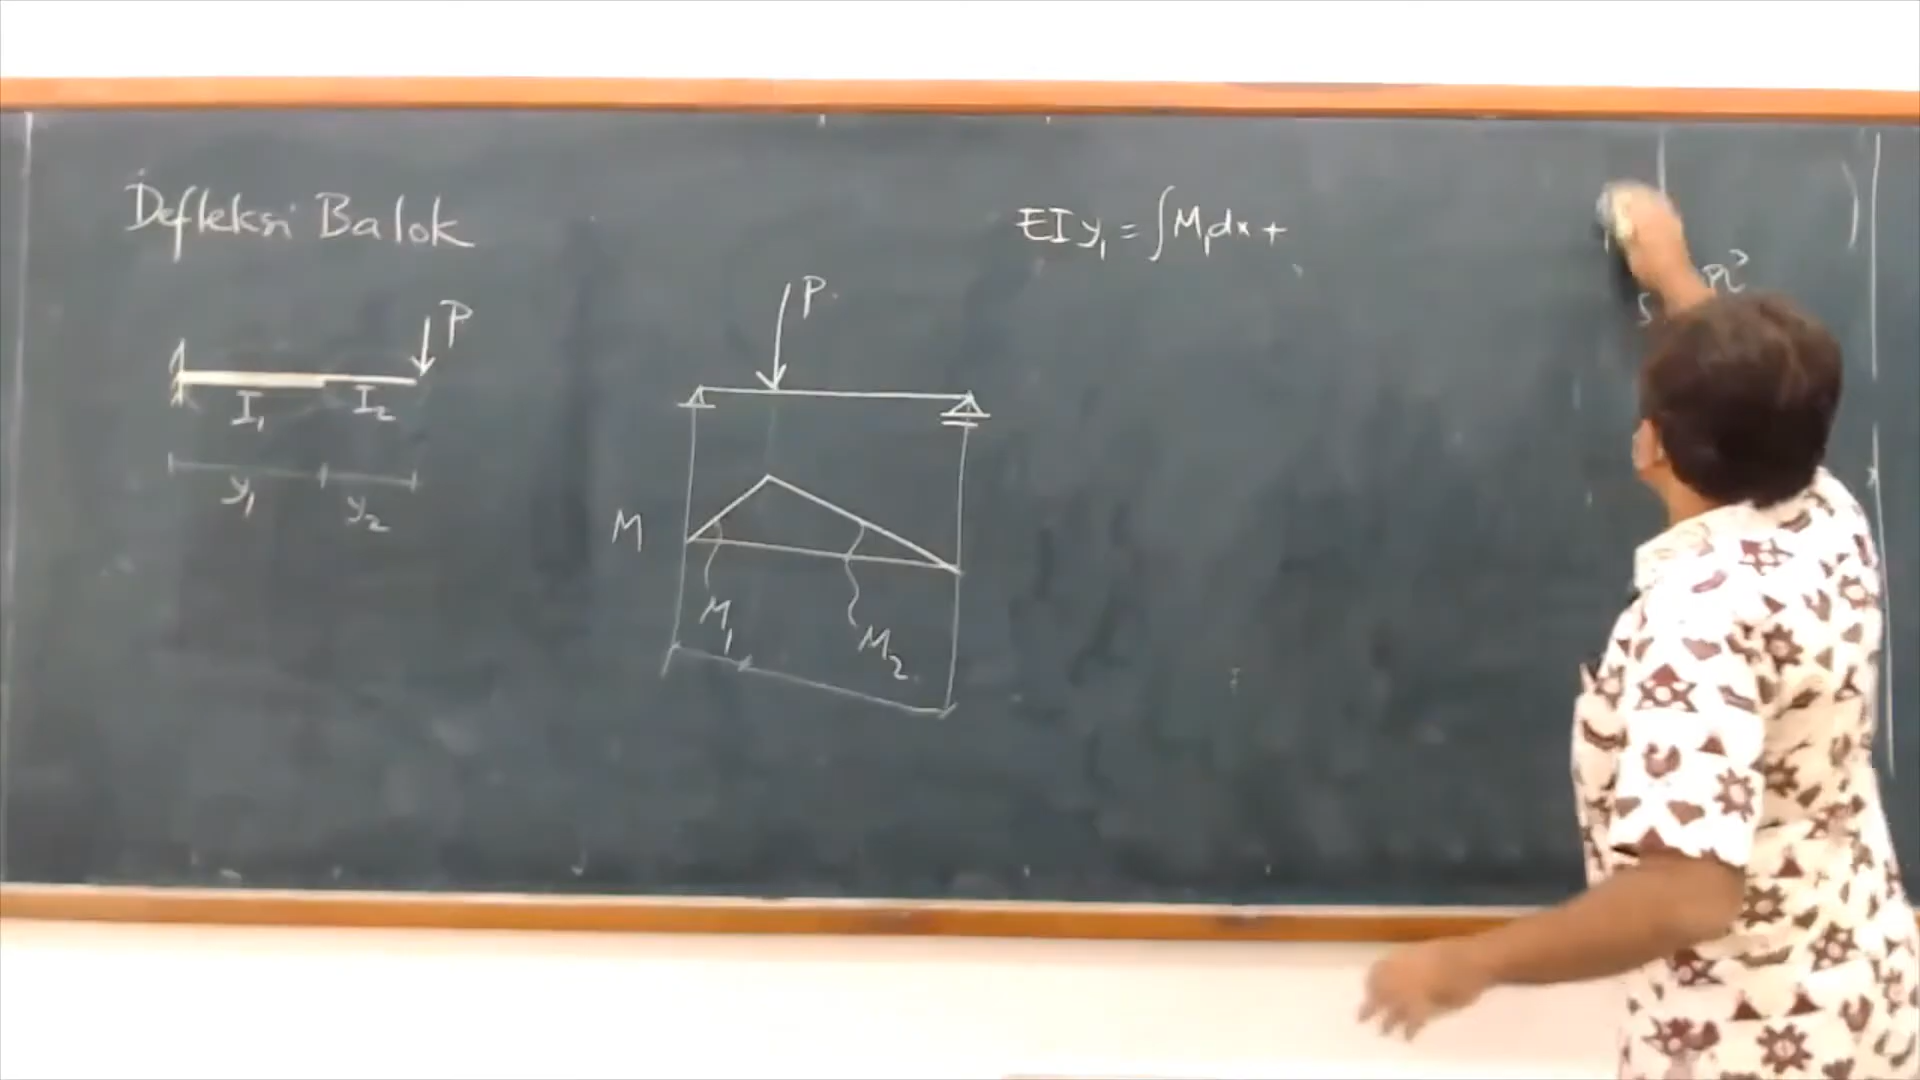 Defleksi Balok
P
I₁ I₂
y₁ y₂
P
M
M₁
M₂
EI y₁ = ∫M₁dx +
)